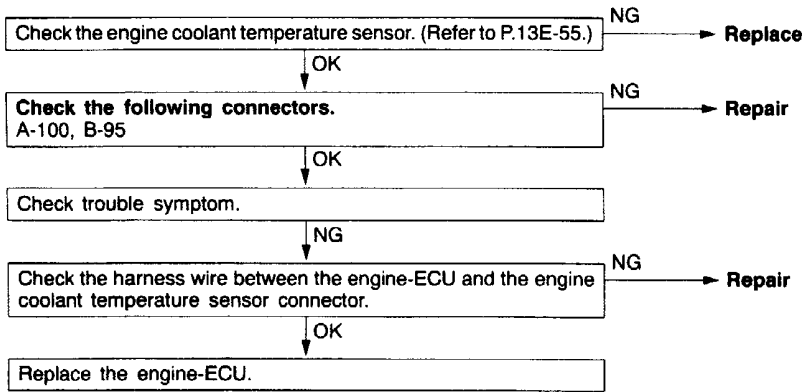 NG
Check the engine coolant temperature sensor. (Refer to P.13E-55.)
Replace
OK
NG
Check the following connectors.
A-100, B-95
Repair
OK
Check trouble symptom.
NG
NG
Check the harness wire between the engine-ECU and the engine
coolant temperature sensor connector.
Repair
OK
Replace the engine-ECU.